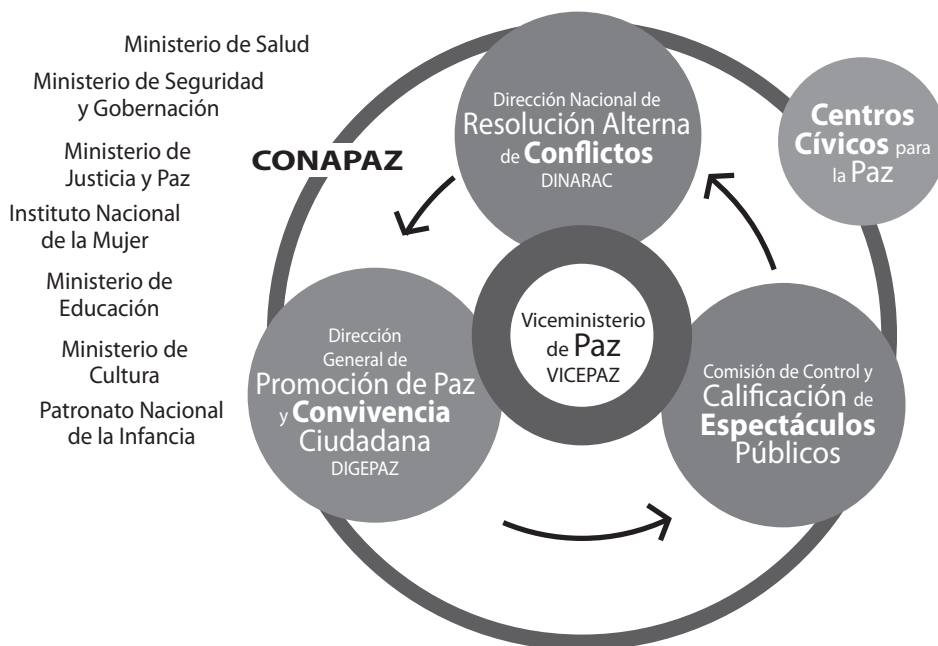 Ministerio de Salud
Ministerio de Seguridad
y Gobernación
Ministerio de
Justicia y Paz
Instituto Nacional
de la Mujer
Ministerio de
Educación
Ministerio de
Cultura
Patronato Nacional
de la Infancia
CONAPAZ
Dirección Nacional de
Resolución Alterna
de Conflictos
DINARAC
Centros
Cívicos para
la Paz
Dirección
General de
Promoción de Paz
y Convivencia
Ciudadana
DIGEPAZ
Viceministerio
de Paz
VICEPAZ
Comisión de Control y
Calificación de
Espectáculos
Públicos